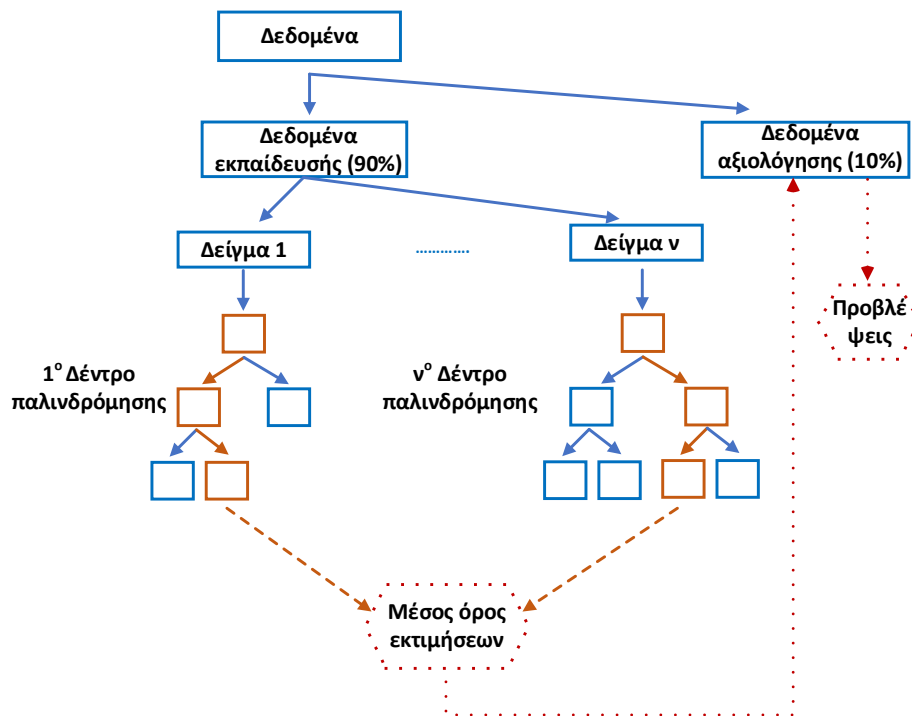 Δεδομένα
Δεδομένα
εκπαίδευσής (90%)
Δεδομένα
αξιολόγησης (10%)
Δείγμα 1
.............
Δείγμα ν
Προβλέ
ψεις
1ο Δέντρο
παλινδρόμησης
νο Δέντρο
παλινδρόμησης
Μέσος όρος
εκτιμήσεων